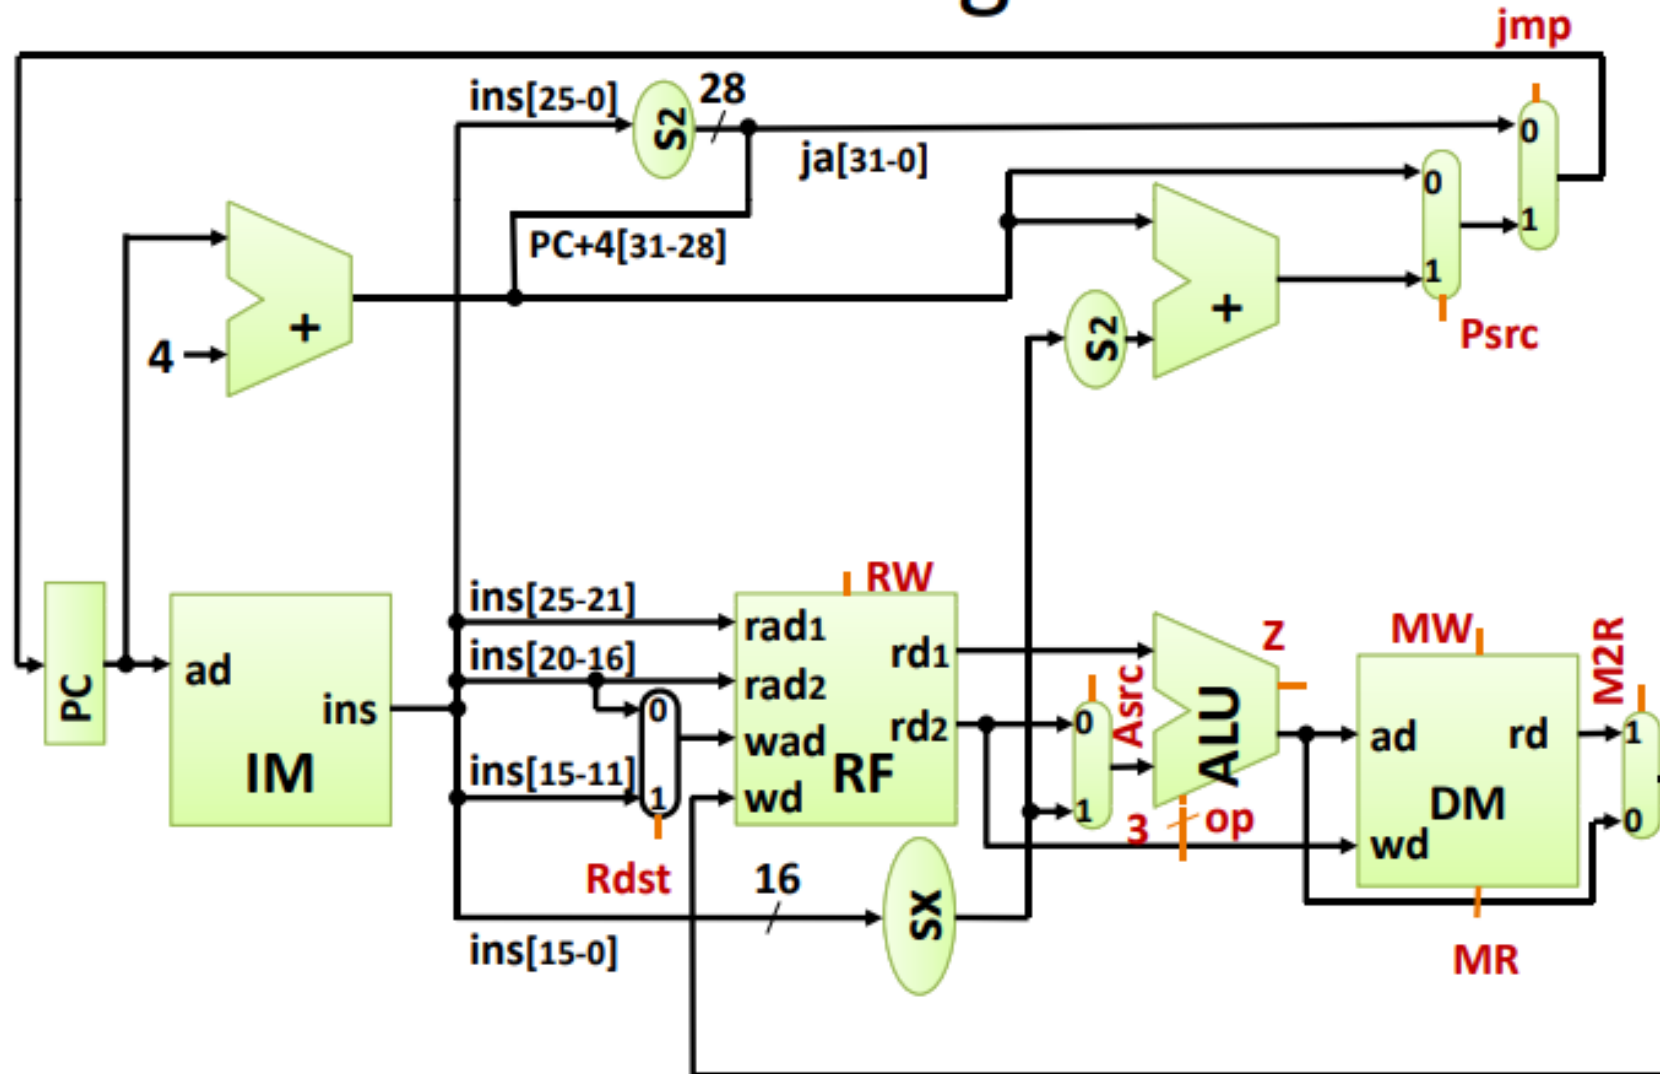 jmp
ins[25-0]
S2
28
0
ja[31-0]
0
1
PC+4[31-28]
1
+
4
+
S2
Psrc
RW
ins[25-21]
rad1
Z
MW
M2R
ins[20-16]
rd1
PC
ad
rad2
Asrc
ins
0
wad
rd2
0
ALU
ad
rd
1
IM
ins[15-11]
1
wd
RF
1
3
op
DM
0
wd
Rdst
16
SX
ins[15-0]
MR